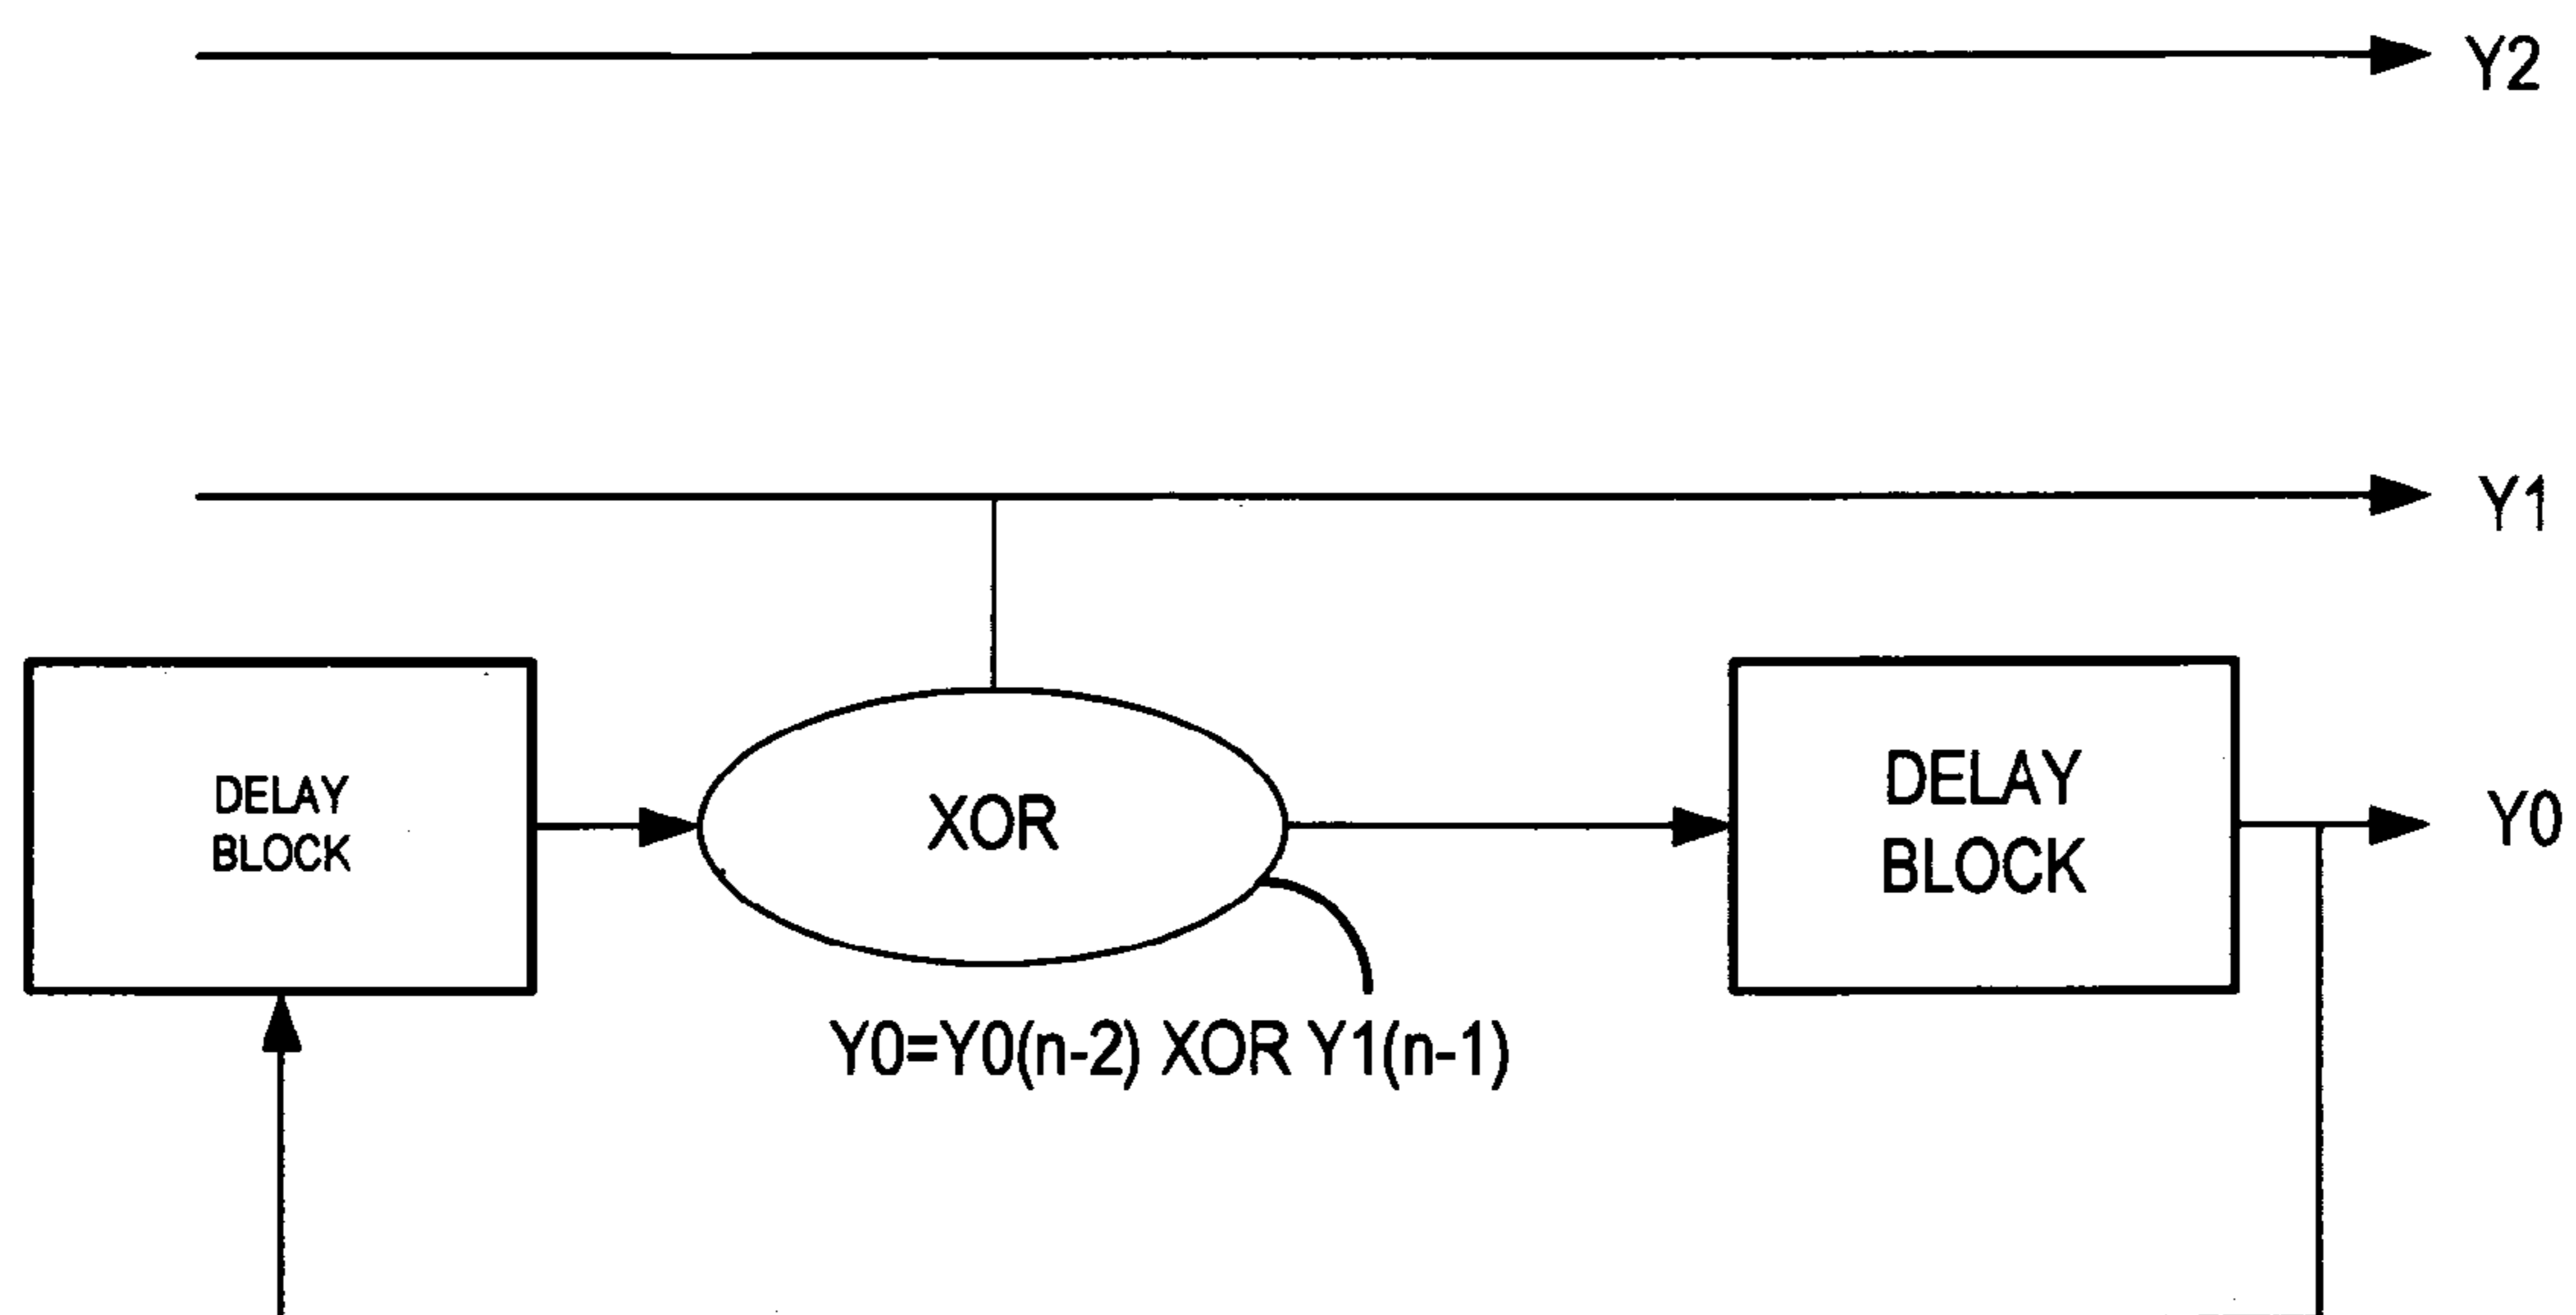 Y2
Y1
DELAY
BLOCK
XOR
DELAY
BLOCK
Y0
Y0=Y0(n-2) XOR Y1(n-1)